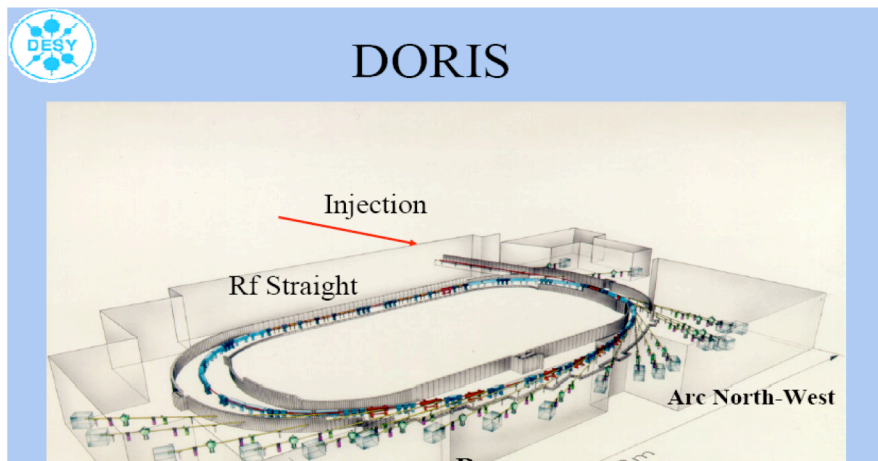 DESY
DORIS
Injection
Rf Straight
Arc North-West